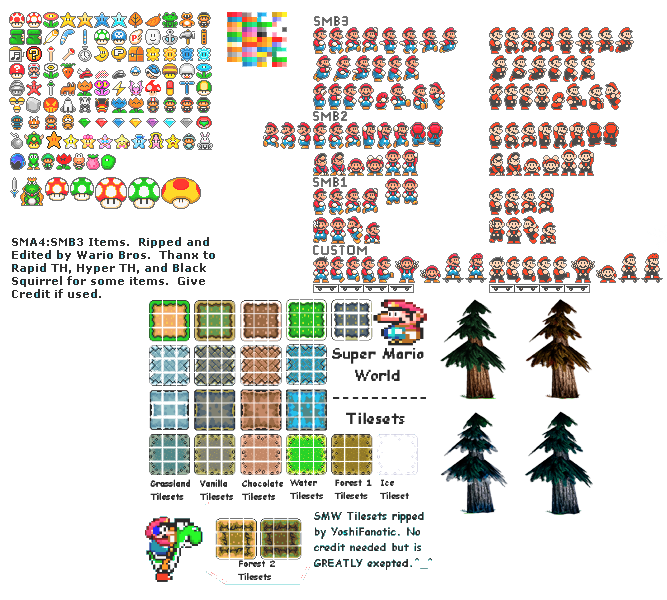 SMB3
SMB2
SMB1
CUSTOM
SMA4:SMB3 Items. Ripped and
Edited by Wario Bros. Thanx to
Rapid TH, Hyper TH, and Black
Squirrel for some items. Give
Credit if used.
Super Mario
World
Tilesets
Grassland
Tilesets
Vanilla
Tilesets
Chocolate
Tilesets
Water
Tilesets
Forest 1
Tilesets
Ice
Tileset
Forest 2
Tilesets
SMW Tilesets ripped
by YoshiFanatic. No
credit needed but is
GREATLY exepted.^_^